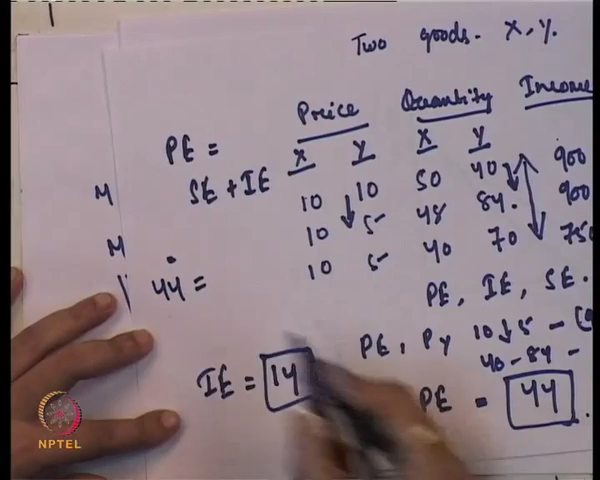 Two goods. X, Y.
Price Quantity Income
PE =
X Y X Y
SE + IE
M
10 10 50 40 900
10 5 48 84. 900
10 5 40 70 750
M
44 =
PE, IE, SE.
PE, Py 10 5 -
40 - 84 -
IE = 14
PE = 44.
NPTEL